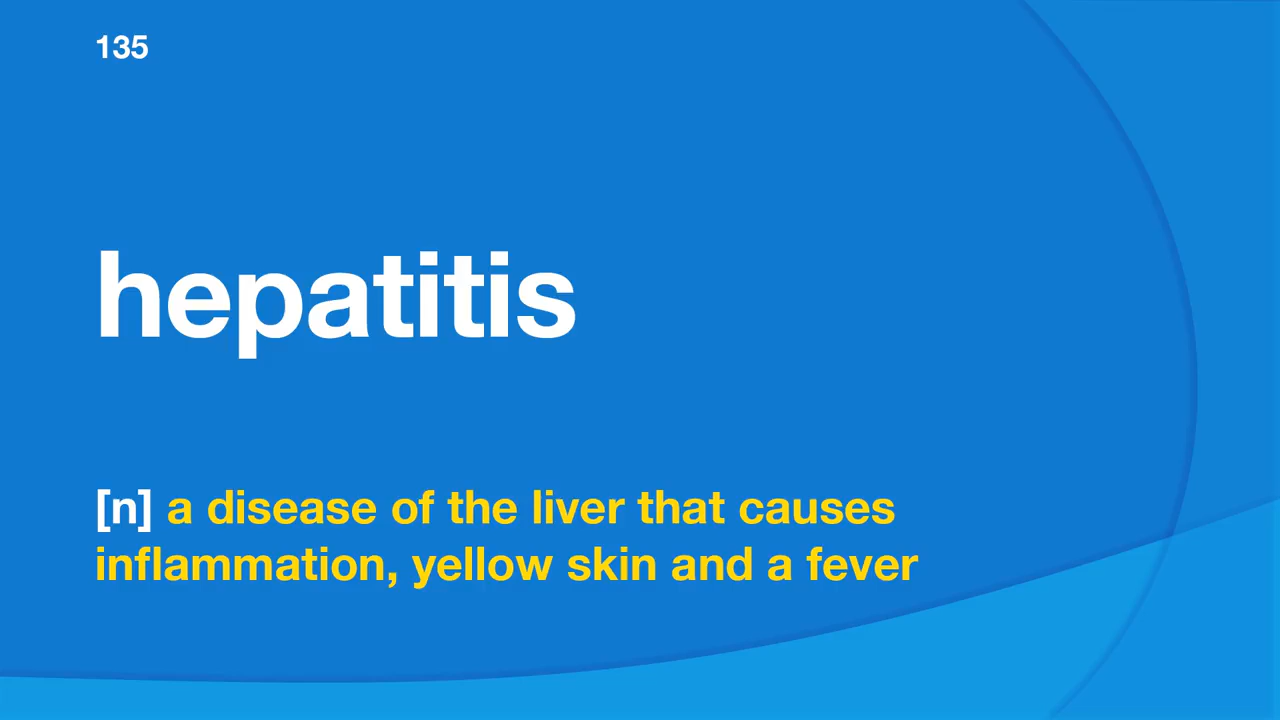 135
hepatitis
[n] a disease of the liver that causes
inflammation, yellow skin and a fever